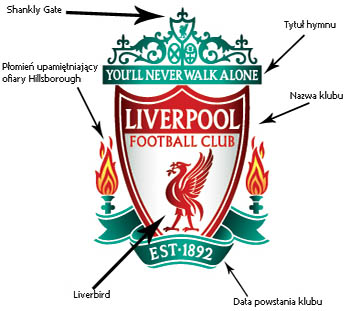 Shankly Gate
Tytuł hymnu
YOU'LL NEVER WALK ALONE
Płomień upamiętniający
ofiary Hillsborough
Nazwa klubu
LIVERPOOL
FOOTBALL CLUB
EST·1892
Liverbird
Data powstania klubu